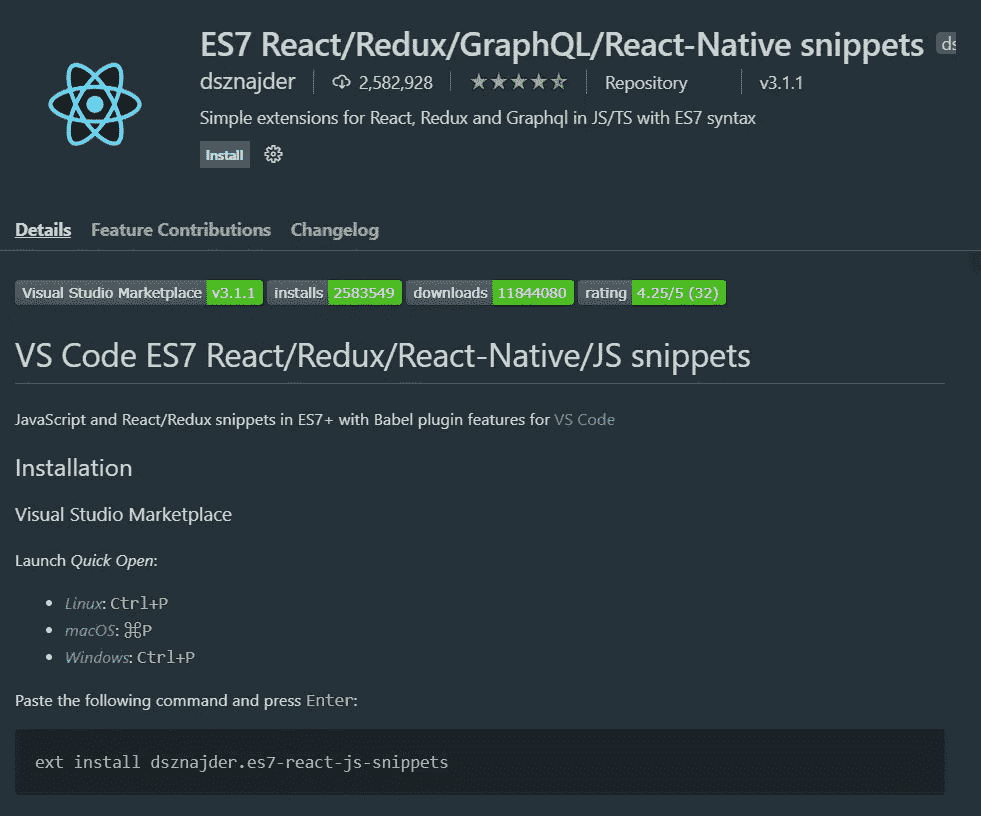 ES7 React/Redux/GraphQL/React-Native snippets ds
dsznajder 2,582,928 Repository v3.1.1
Simple extensions for React, Redux and Graphql in JS/TS with ES7 syntax
Install
Details Feature Contributions Changelog
Visual Studio Marketplace v3.1.1 installs 2583549 downloads 11844080 rating 4.25/5 (32)
VS Code ES7 React/Redux/React-Native/JS snippets
JavaScript and React/Redux snippets in ES7+ with Babel plugin features for VS Code
Installation
Visual Studio Marketplace
Launch Quick Open:
• Linux: Ctrl+P
• macOS: ⌘P
• Windows: Ctrl+P
Paste the following command and press Enter:
ext install dsznajder.es7-react-js-snippets